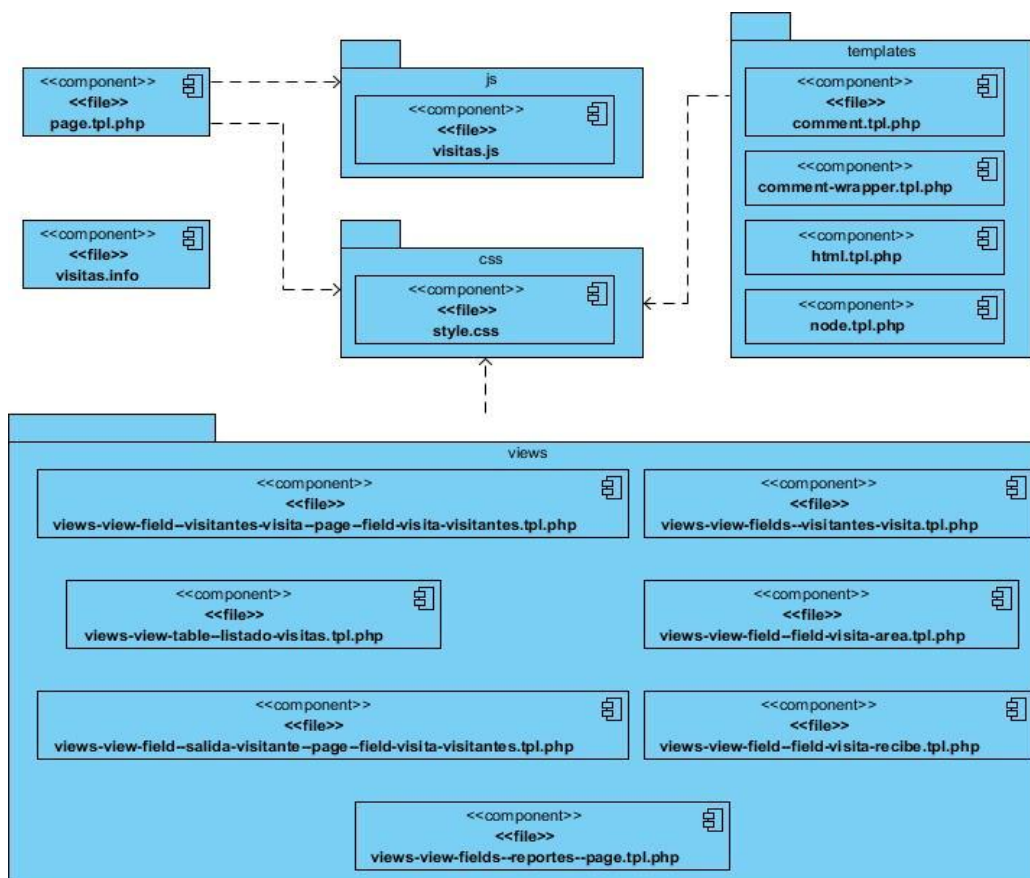 <<component>>
<<file>>
page.tpl.php
<<component>>
<<file>>
visitas.info
js
<<component>>
<<file>>
visitas.js
css
<<component>>
<<file>>
style.css
templates
<<component>>
<<file>>
comment.tpl.php
<<component>>
comment-wrapper.tpl.php
<<component>>
html.tpl.php
<<component>>
node.tpl.php
views
<<component>>
<<file>>
views-view-field--visitantes-visita--page--field-visita-visitantes.tpl.php
<<component>>
<<file>>
views-view-fields--visitantes-visita.tpl.php
<<component>>
<<file>>
views-view-table--listado-visitas.tpl.php
<<component>>
<<file>>
views-view-field--field-visita-area.tpl.php
<<component>>
<<file>>
views-view-field--salida-visitante--page--field-visita-visitantes.tpl.php
<<component>>
<<file>>
views-view-field--field-visita-recibe.tpl.php
<<component>>
<<file>>
views-view-fields--reportes--page.tpl.php